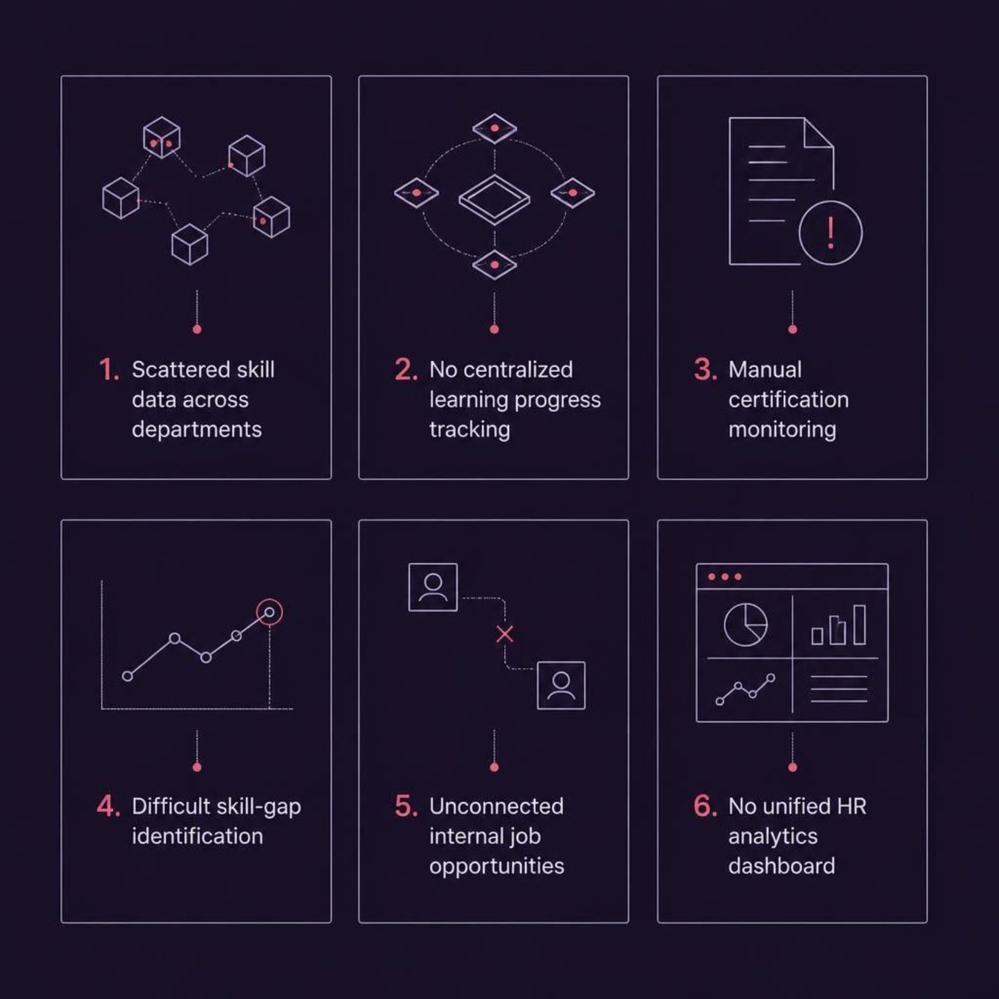 1. Scattered skill
data across
departments
2. No centralized
learning progress
tracking
3. Manual
certification
monitoring
4. Difficult skill-gap
identification
5. Unconnected
internal job
opportunities
6. No unified HR
analytics
dashboard